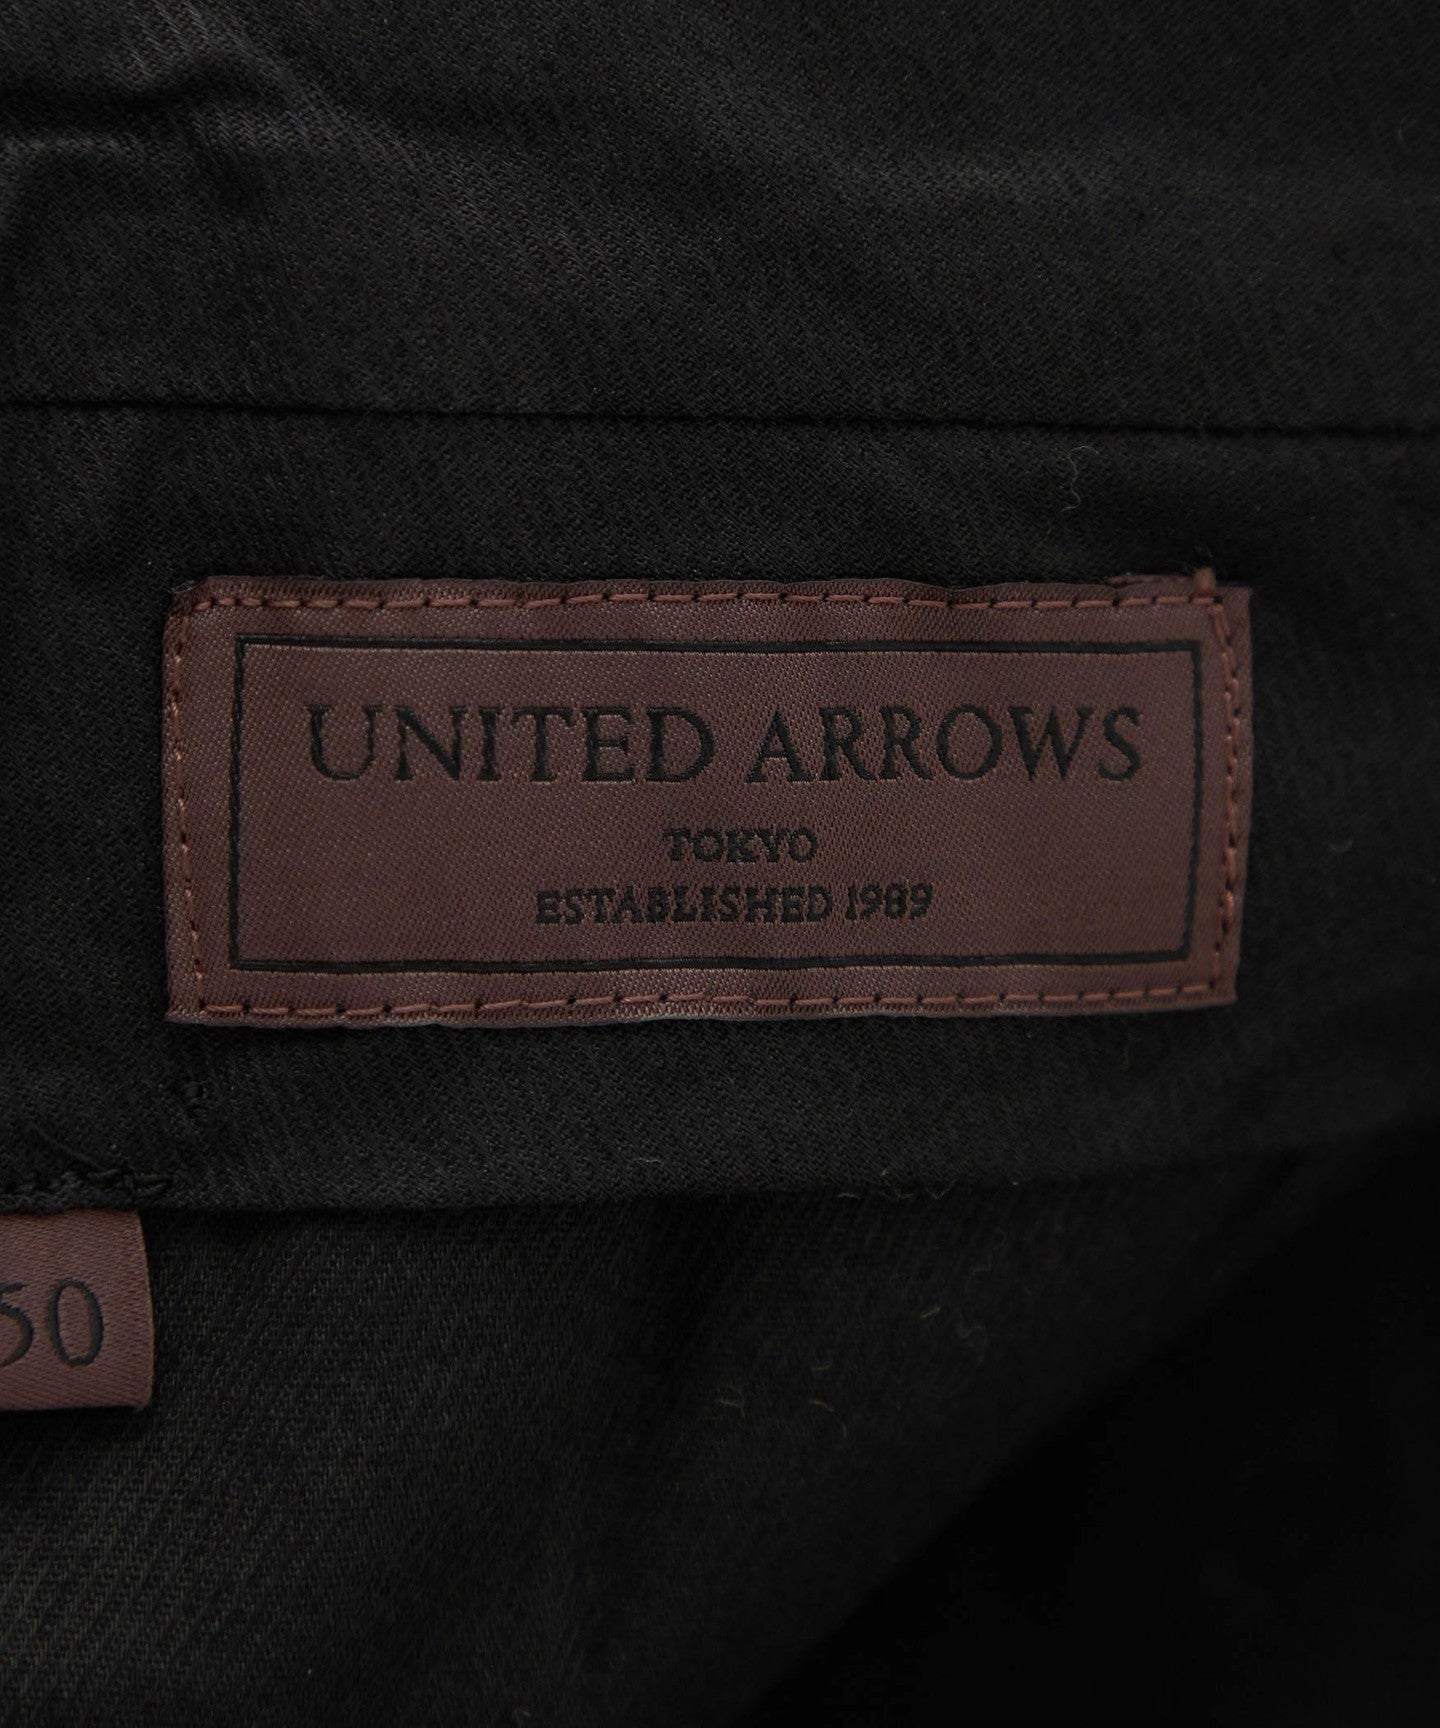 UNITED ARROWS
TOKYO
ESTABLISHED 1989
50